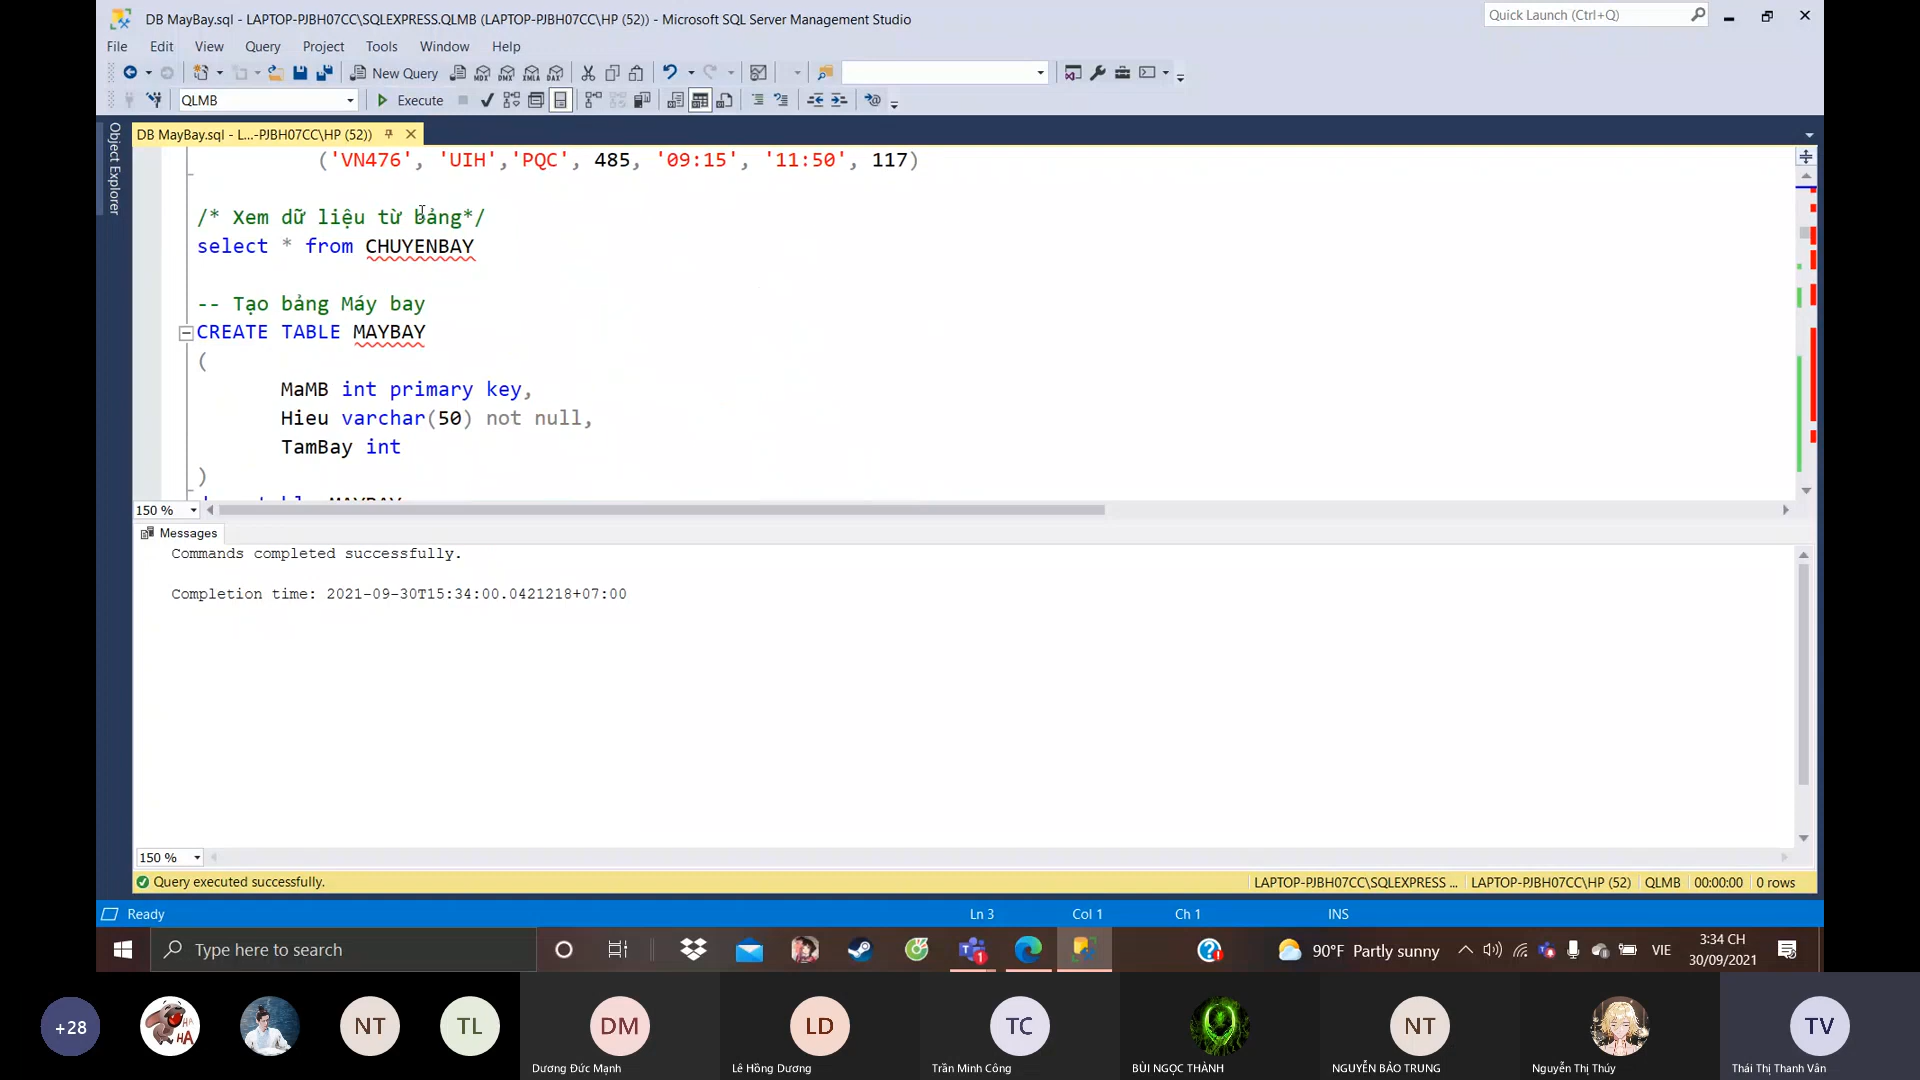 DB MayBay.sql - LAPTOP-PJBH07CC\SQLEXPRESS.QLMB (LAPTOP-PJBH07CC\HP (52)) - Microsoft SQL Server Management Studio
Quick Launch (Ctrl+Q)
File Edit View Query Project Tools Window Help
New Query MDX DMX XMLA DAX
QLMB Execute
Object Explorer
DB MayBay.sql - L...-PJBH07CC\HP (52))
('VN476', 'UIH','PQC', 485, '09:15', '11:50', 117)
/* Xem dữ liệu từ bảng*/
select * from CHUYENBAY
-- Tạo bảng Máy bay
CREATE TABLE MAYBAY
(
MaMB int primary key,
Hieu varchar(50) not null,
TamBay int
)
150 %
Messages
Commands completed successfully.
Completion time: 2021-09-30T15:34:00.0421218+07:00
150 %
Query executed successfully.
LAPTOP-PJBH07CC\SQLEXPRESS ... LAPTOP-PJBH07CC\HP (52) QLMB 00:00:00 0 rows
Ready Ln 3 Col 1 Ch 1 INS
Type here to search
90°F Partly sunny VIE
3:34 CH
30/09/2021
+28 HA HA NT TL DM LD TC NT TV
Dương Đức Mạnh Lê Hồng Dương Trần Minh Công BÙI NGỌC THÀNH NGUYỄN BẢO TRUNG Nguyễn Thị Thúy Thái Thị Thanh Vân